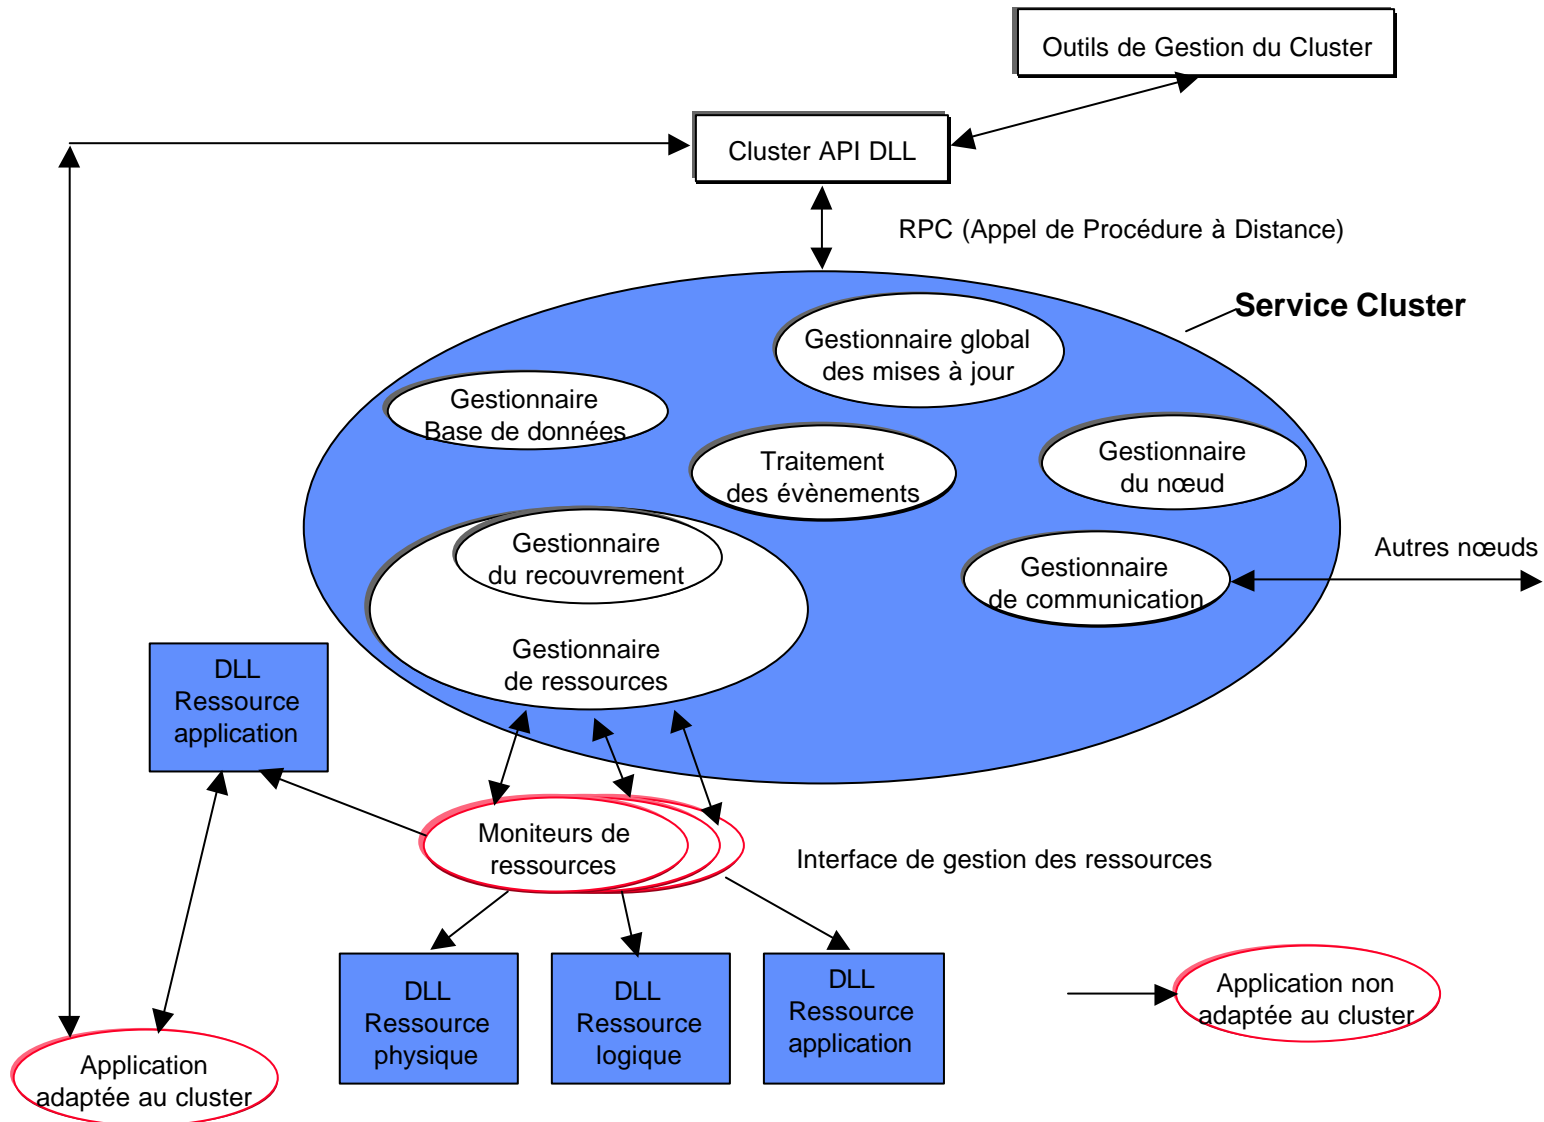 Outils de Gestion du Cluster
Cluster API DLL
RPC (Appel de Procédure à Distance)
Service Cluster
Gestionnaire global
des mises à jour
Gestionnaire
Base de données
Traitement
des évènements
Gestionnaire
du nœud
Gestionnaire
du recouvrement
Gestionnaire
de communication
Autres nœuds
Gestionnaire
de ressources
DLL
Ressource
application
Moniteurs de
ressources
Interface de gestion des ressources
DLL
Ressource
physique
DLL
Ressource
logique
DLL
Ressource
application
Application non
adaptée au cluster
Application
adaptée au cluster